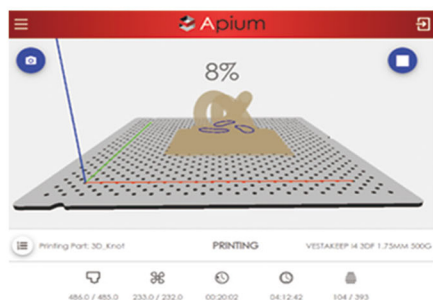 Apium
8%
Printing Part: 3D_Knot
PRINTING
VESTAKEEP I4 3DF 1.75MM 500G
486.0 / 485.0
233.0 / 232.0
00:20:02
04:12:42
104 / 393